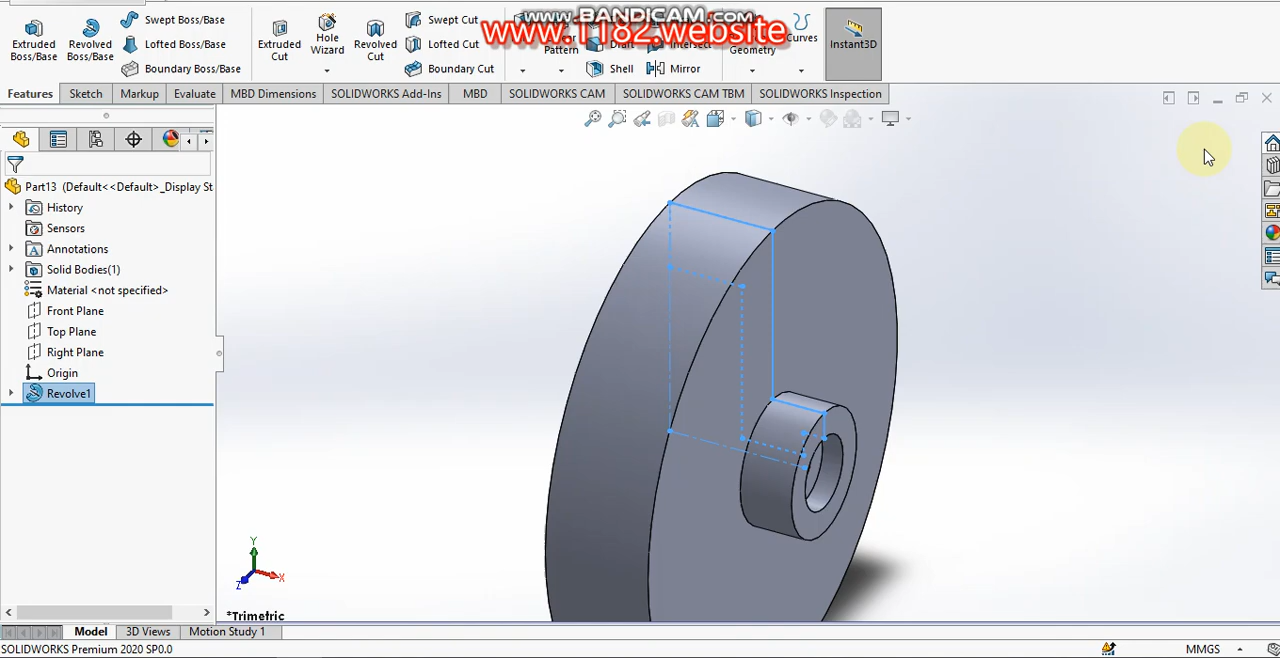 www.BANDICAM.com
www.1182.website
Extruded Boss/Base
Revolved Boss/Base
Swept Boss/Base
Lofted Boss/Base
Boundary Boss/Base
Extruded Cut
Hole Wizard
Revolved Cut
Swept Cut
Lofted Cut
Boundary Cut
Pattern
Draft
Shell
Intersect
Mirror
Geometry
Curves
Instant3D
Features
Sketch
Markup
Evaluate
MBD Dimensions
SOLIDWORKS Add-Ins
MBD
SOLIDWORKS CAM
SOLIDWORKS CAM TBM
SOLIDWORKS Inspection
Part13 (Default<<Default>_Display St
History
Sensors
Annotations
Solid Bodies(1)
Material <not specified>
Front Plane
Top Plane
Right Plane
Origin
Revolve1
Y
X
Z
*Trimetric
Model
3D Views
Motion Study 1
SOLIDWORKS Premium 2020 SP0.0
MMGS